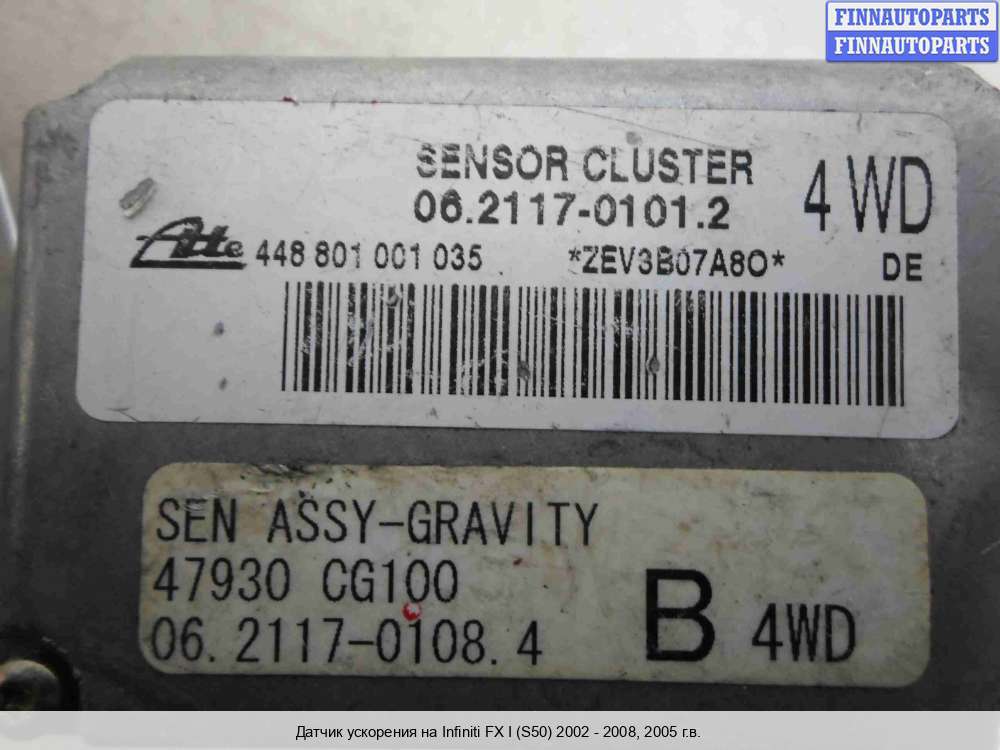 FINNAUTOPARTS
FINNAUTOPARTS
SENSOR CLUSTER
06.2117-0101.2
4 WD
Ate 448 801 001 035 *ZEV3B07A8O* DE
SEN ASSY-GRAVITY
47930 CG100
06.2117-0108.4
B 4WD
Датчик ускорения на Infiniti FX I (S50) 2002 - 2008, 2005 г.в.